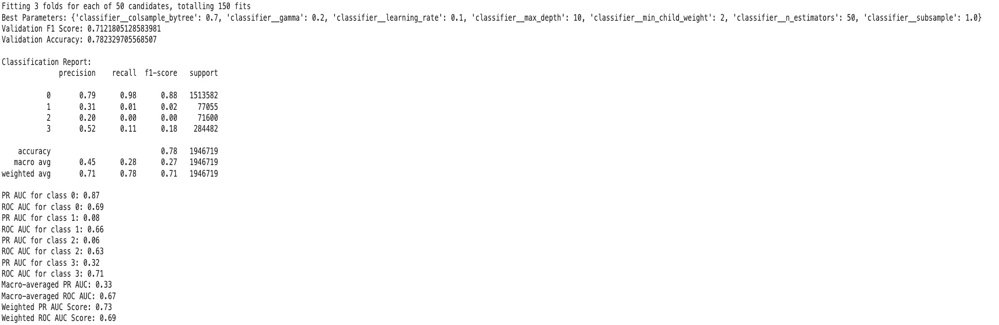 Fitting 3 folds for each of 50 candidates, totalling 150 fits
Best Parameters: {'classifier__colsample_bytree': 0.7, 'classifier__gamma': 0.2, 'classifier__learning_rate': 0.1, 'classifier__max_depth': 10, 'classifier__min_child_weight': 2, 'classifier__n_estimators': 50, 'classifier__subsample': 1.0}
Validation F1 Score: 0.7121805128583981
Validation Accuracy: 0.782329705568507
Classification Report:
precision recall f1-score support
0 0.79 0.98 0.88 1513582
1 0.31 0.01 0.02 77055
2 0.20 0.00 0.00 71600
3 0.52 0.11 0.18 284482
accuracy 0.78 1946719
macro avg 0.45 0.28 0.27 1946719
weighted avg 0.71 0.78 0.71 1946719
PR AUC for class 0: 0.87
ROC AUC for class 0: 0.69
PR AUC for class 1: 0.08
ROC AUC for class 1: 0.66
PR AUC for class 2: 0.06
ROC AUC for class 2: 0.63
PR AUC for class 3: 0.32
ROC AUC for class 3: 0.71
Macro-averaged PR AUC: 0.33
Macro-averaged ROC AUC: 0.67
Weighted PR AUC Score: 0.73
Weighted ROC AUC Score: 0.69